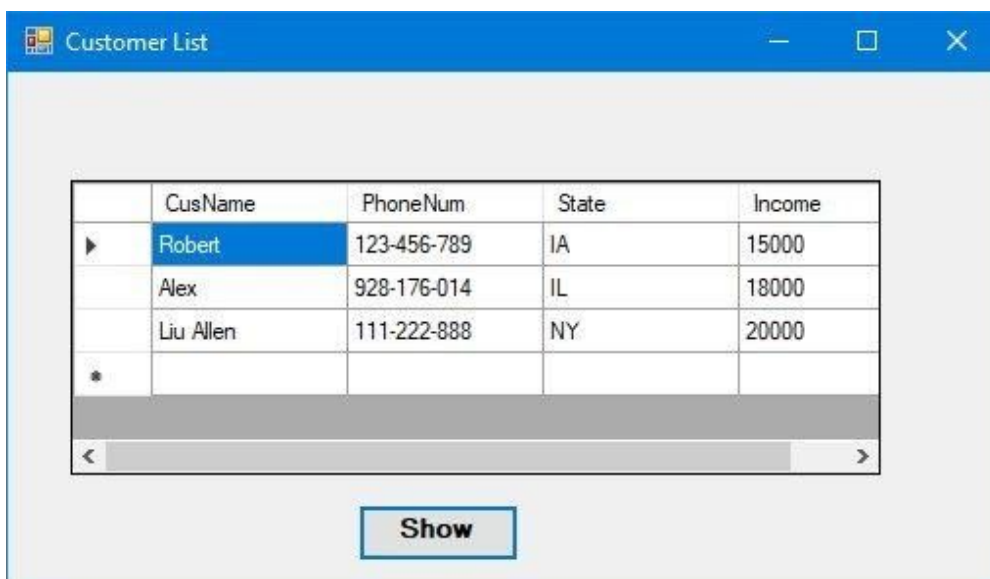 Customer List
CusName PhoneNum State Income
Robert 123-456-789 IA 15000
Alex 928-176-014 IL 18000
Liu Allen 111-222-888 NY 20000
Show